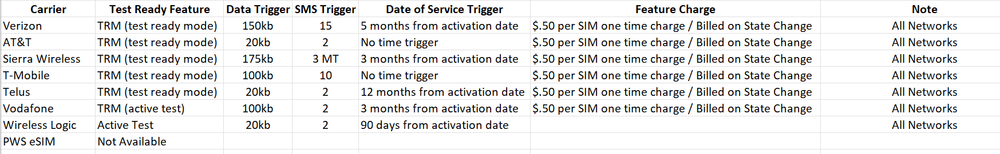 Carrier Test Ready Feature Data Trigger SMS Trigger Date of Service Trigger Feature Charge Note
Verizon TRM (test ready mode) 150kb 15 5 months from activation date $.50 per SIM one time charge / Billed on State Change All Networks
AT&T TRM (test ready mode) 20kb 2 No time trigger $.50 per SIM one time charge / Billed on State Change All Networks
Sierra Wireless TRM (test ready mode) 175kb 3 MT 3 months from activation date $.50 per SIM one time charge / Billed on State Change All Networks
T-Mobile TRM (test ready mode) 100kb 10 No time trigger $.50 per SIM one time charge / Billed on State Change All Networks
Telus TRM (test ready mode) 20kb 2 12 months from activation date $.50 per SIM one time charge / Billed on State Change All Networks
Vodafone TRM (active test) 100kb 2 3 months from activation date $.50 per SIM one time charge / Billed on State Change All Networks
Wireless Logic Active Test 20kb 2 90 days from activation date All Networks
PWS eSIM Not Available